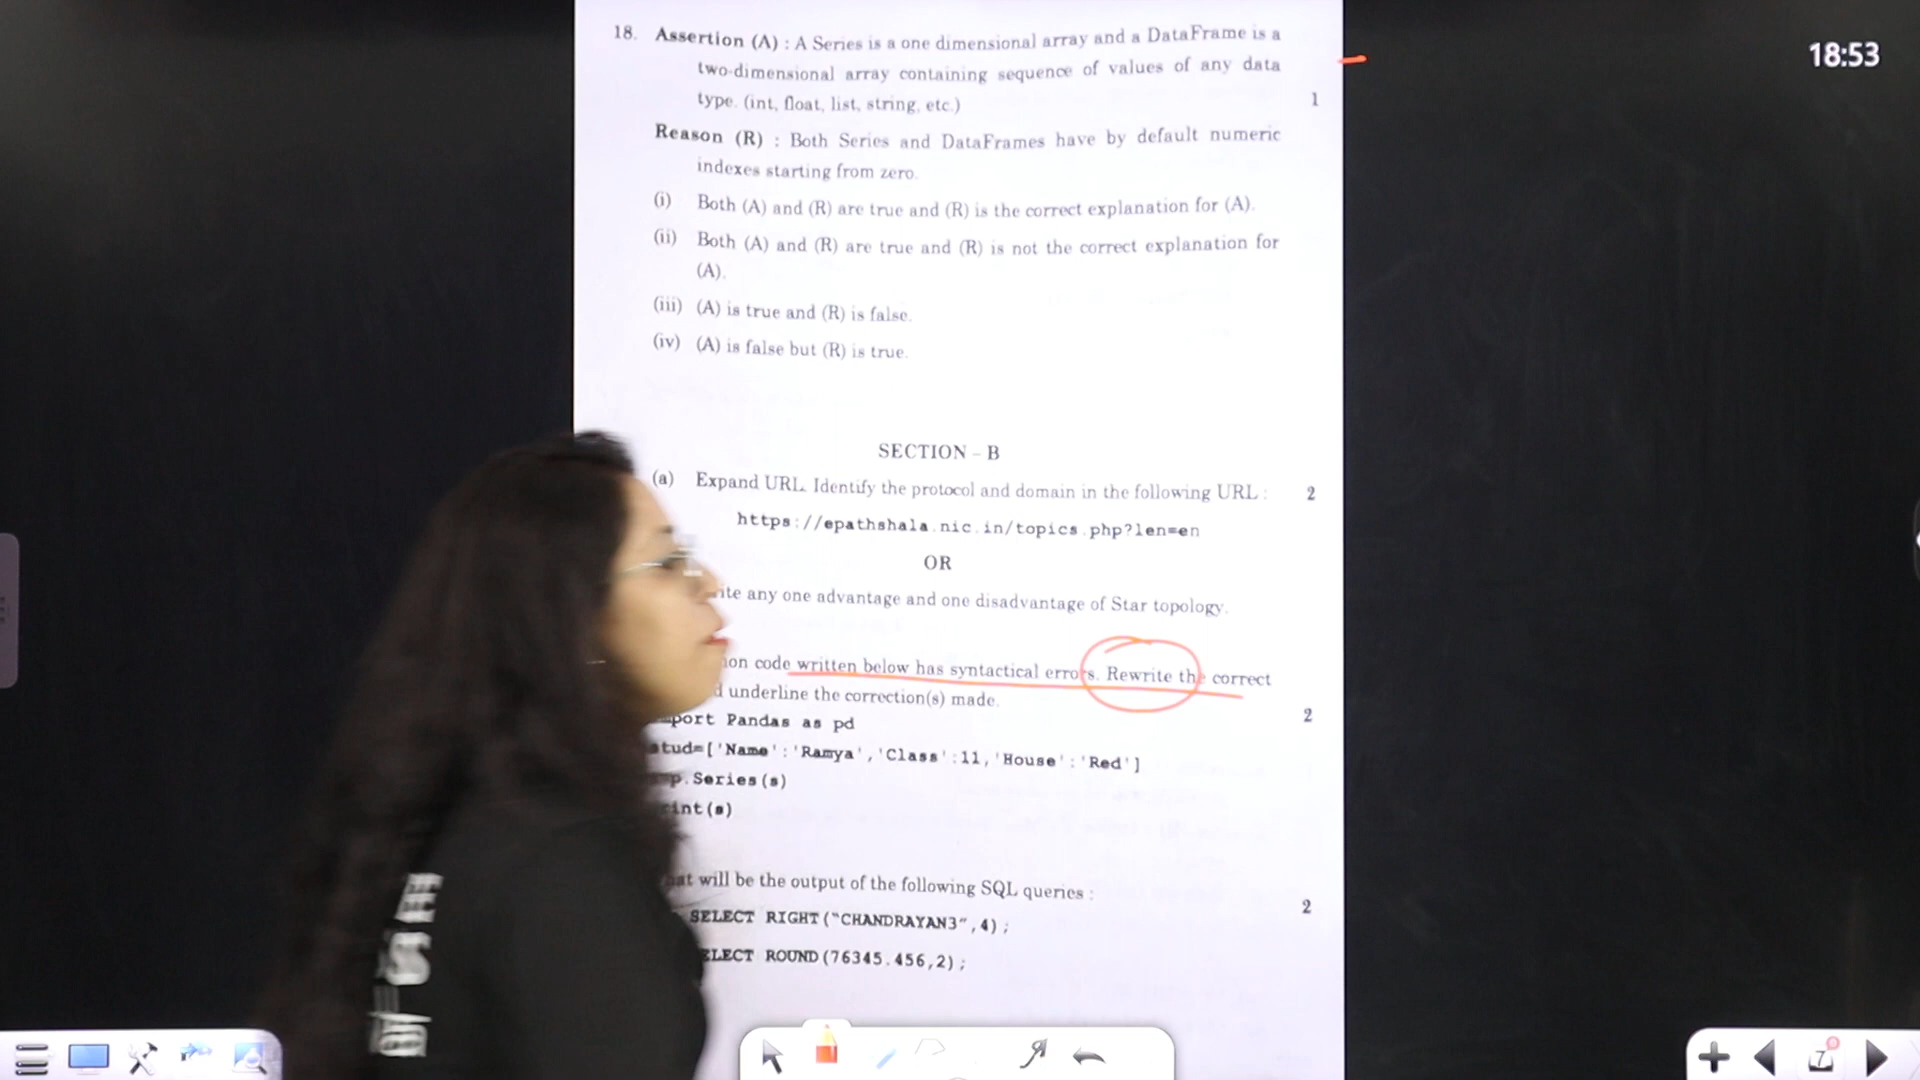 18:53
18. Assertion (A) : A Series is a one dimensional array and a DataFrame is a
two-dimensional array containing sequence of values of any data
type. (int, float, list, string, etc.) 1
Reason (R) : Both Series and DataFrames have by default numeric
indexes starting from zero.
(i) Both (A) and (R) are true and (R) is the correct explanation for (A).
(ii) Both (A) and (R) are true and (R) is not the correct explanation for
(A).
(iii) (A) is true and (R) is false.
(iv) (A) is false but (R) is true.
SECTION – B
(a) Expand URL. Identify the protocol and domain in the following URL : 2
https://epathshala.nic.in/topics.php?len=en
OR
any one advantage and one disadvantage of Star topology.
code written below has syntactical errors. Rewrite the correct
underline the correction(s) made. 2
port Pandas as pd
stud=['Name':'Ramya','Class':11,'House':'Red']
p.Series(s)
int(s)
will be the output of the following SQL queries : 2
SELECT RIGHT("CHANDRAYAN3",4);
ELECT ROUND(76345.456,2);
E
S
7